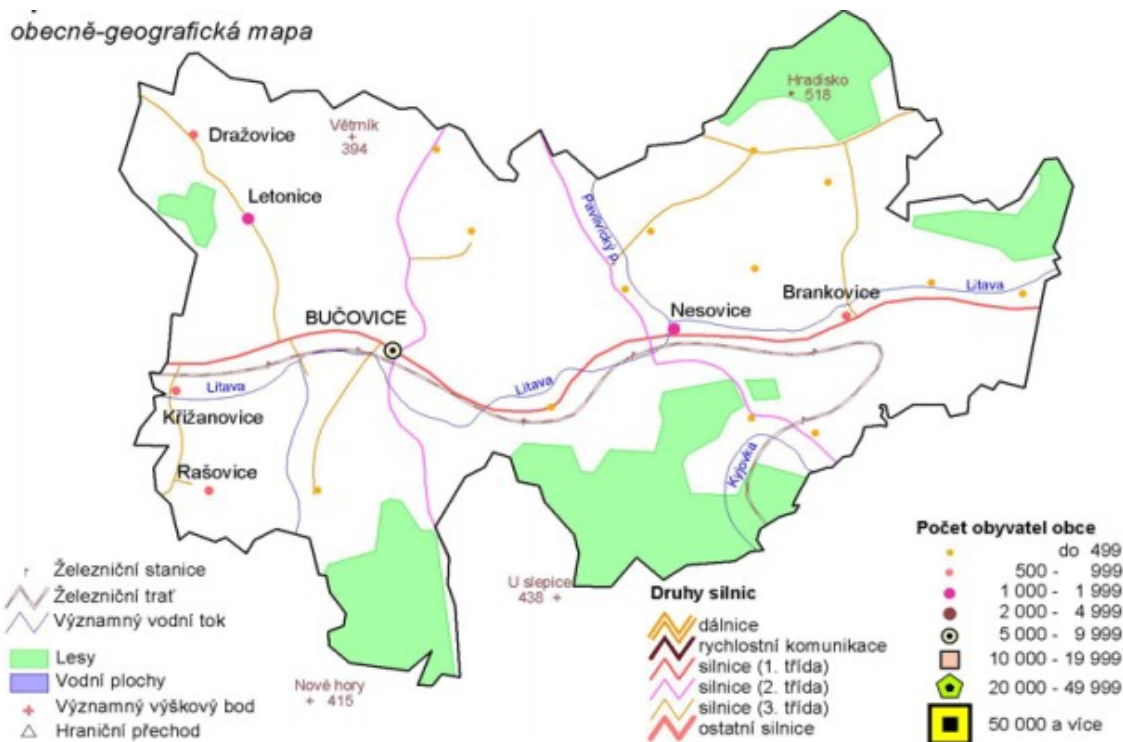 obecně-geografická mapa
Hradisko
518
Větrník
394
Dražovice
Letonice
Pavlivický p.
Brankovice
Litava
Nesovice
BUČOVICE
Litava
Litava
Křižanovice
Kyjovka
Rašovice
U slepice
438
Nové hory
415
Železniční stanice
Železniční trať
Významný vodní tok
Lesy
Vodní plochy
Významný výškový bod
Hraniční přechod
Druhy silnic
dálnice
rychlostní komunikace
silnice (1. třída)
silnice (2. třída)
silnice (3. třída)
ostatní silnice
Počet obyvatel obce
do 499
500 - 999
1 000 - 1 999
2 000 - 4 999
5 000 - 9 999
10 000 - 19 999
20 000 - 49 999
50 000 a více